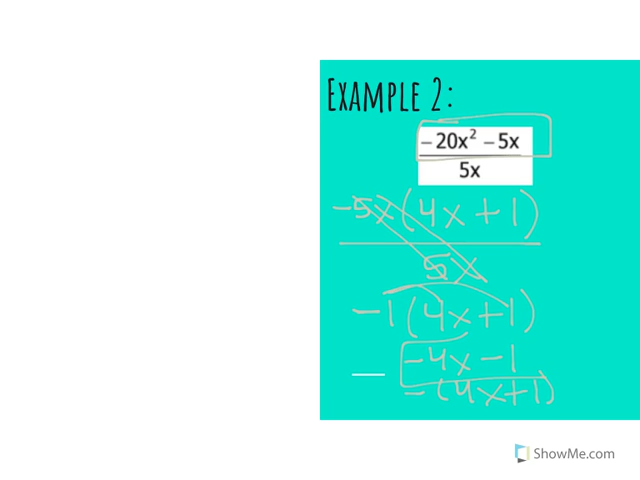 EXAMPLE 2:
-20x² -5x
5x
-5x(4x+1)
5x
-1(4x+1)
-4x-1
-(4x+1)
ShowMe.com